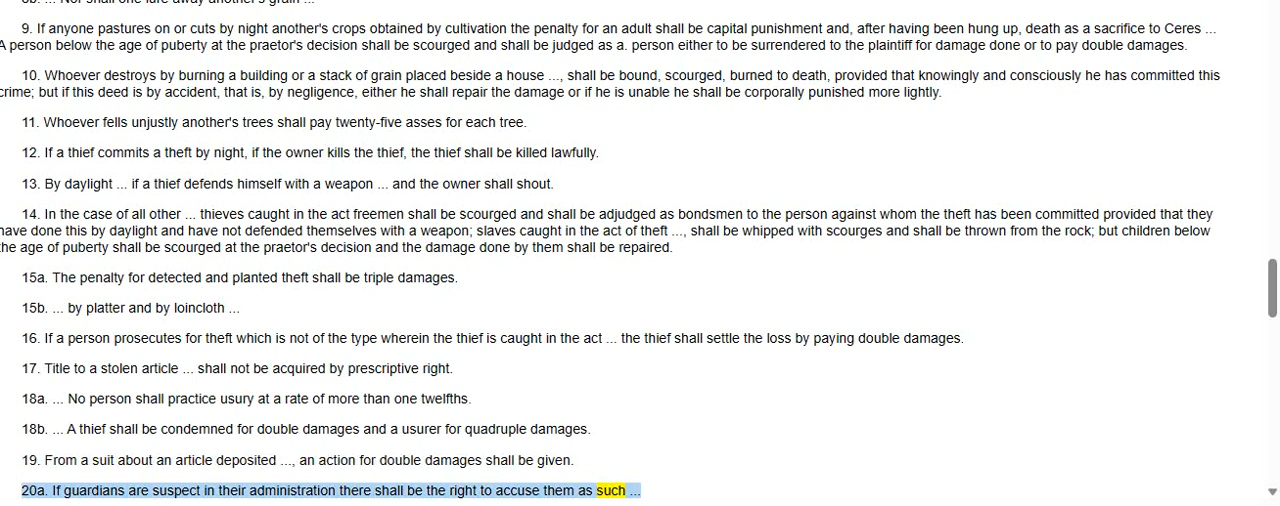 9. If anyone pastures on or cuts by night another's crops obtained by cultivation the penalty for an adult shall be capital punishment and, after having been hung up, death as a sacrifice to Ceres ...
A person below the age of puberty at the praetor's decision shall be scourged and shall be judged as a. person either to be surrendered to the plaintiff for damage done or to pay double damages.
10. Whoever destroys by burning a building or a stack of grain placed beside a house ..., shall be bound, scourged, burned to death, provided that knowingly and consciously he has committed this
crime; but if this deed is by accident, that is, by negligence, either he shall repair the damage or if he is unable he shall be corporally punished more lightly.
11. Whoever fells unjustly another's trees shall pay twenty-five asses for each tree.
12. If a thief commits a theft by night, if the owner kills the thief, the thief shall be killed lawfully.
13. By daylight ... if a thief defends himself with a weapon ... and the owner shall shout.
14. In the case of all other ... thieves caught in the act freemen shall be scourged and shall be adjudged as bondsmen to the person against whom the theft has been committed provided that they
have done this by daylight and have not defended themselves with a weapon; slaves caught in the act of theft ..., shall be whipped with scourges and shall be thrown from the rock; but children below
the age of puberty shall be scourged at the praetor's decision and the damage done by them shall be repaired.
15a. The penalty for detected and planted theft shall be triple damages.
15b. ... by platter and by loincloth ...
16. If a person prosecutes for theft which is not of the type wherein the thief is caught in the act ... the thief shall settle the loss by paying double damages.
17. Title to a stolen article ... shall not be acquired by prescriptive right.
18a. ... No person shall practice usury at a rate of more than one twelfths.
18b. ... A thief shall be condemned for double damages and a usurer for quadruple damages.
19. From a suit about an article deposited ..., an action for double damages shall be given.
20a. If guardians are suspect in their administration there shall be the right to accuse them as such ...